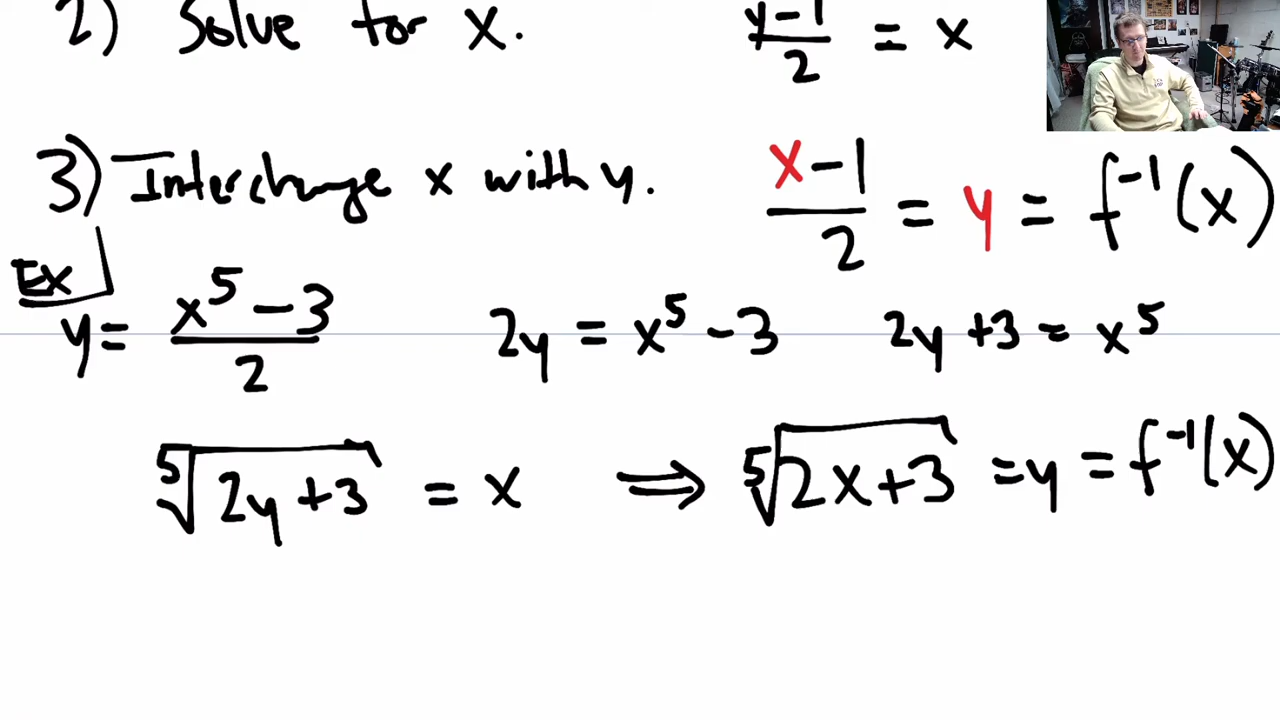 2) Solve for x. y-1/2 = x
3) Interchange x with y. x-1/2 = y = f⁻¹(x)
Ex
y = x⁵-3/2 2y = x⁵-3 2y+3 = x⁵
⁵√2y+3 = x ⟹ ⁵√2x+3 = y = f⁻¹(x)